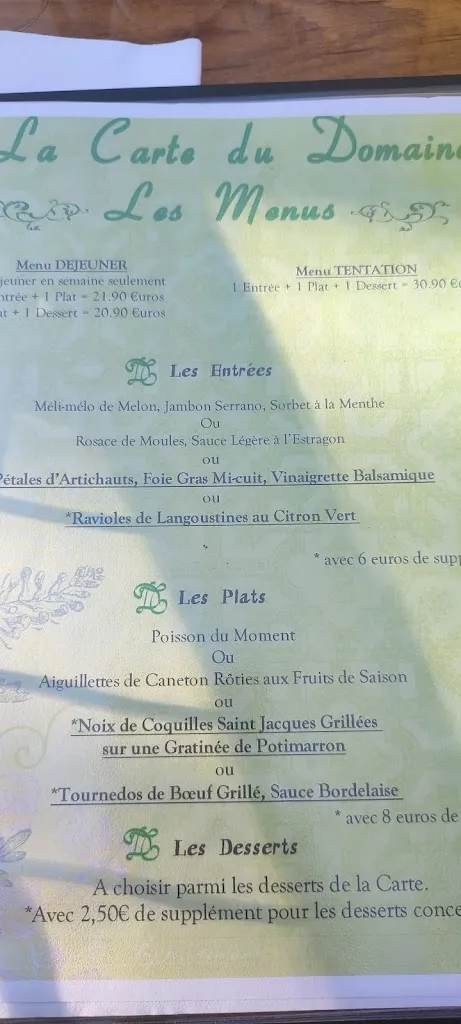 La Carte du Domaine
Les Menus
Menu DEJEUNER
jeuner en semaine seulement
ntrée + 1 Plat = 21.90 Euros
at + 1 Dessert = 20.90 Euros
Menu TENTATION
1 Entrée + 1 Plat + 1 Dessert = 30.90 Eu
Les Entrées
Méli-mélo de Melon, Jambon Serrano, Sorbet à la Menthe
Ou
Rosace de Moules, Sauce Légère à l'Estragon
ou
Pétales d'Artichauts, Foie Gras Mi-cuit, Vinaigrette Balsamique
ou
*Ravioles de Langoustines au Citron Vert
* avec 6 euros de supp
Les Plats
Poisson du Moment
Ou
Aiguillettes de Caneton Rôties aux Fruits de Saison
ou
*Noix de Coquilles Saint Jacques Grillées
sur une Gratinée de Potimarron
ou
*Tournedos de Bœuf Grillé, Sauce Bordelaise
* avec 8 euros de
Les Desserts
A choisir parmi les desserts de la Carte.
*Avec 2,50€ de supplément pour les desserts conce